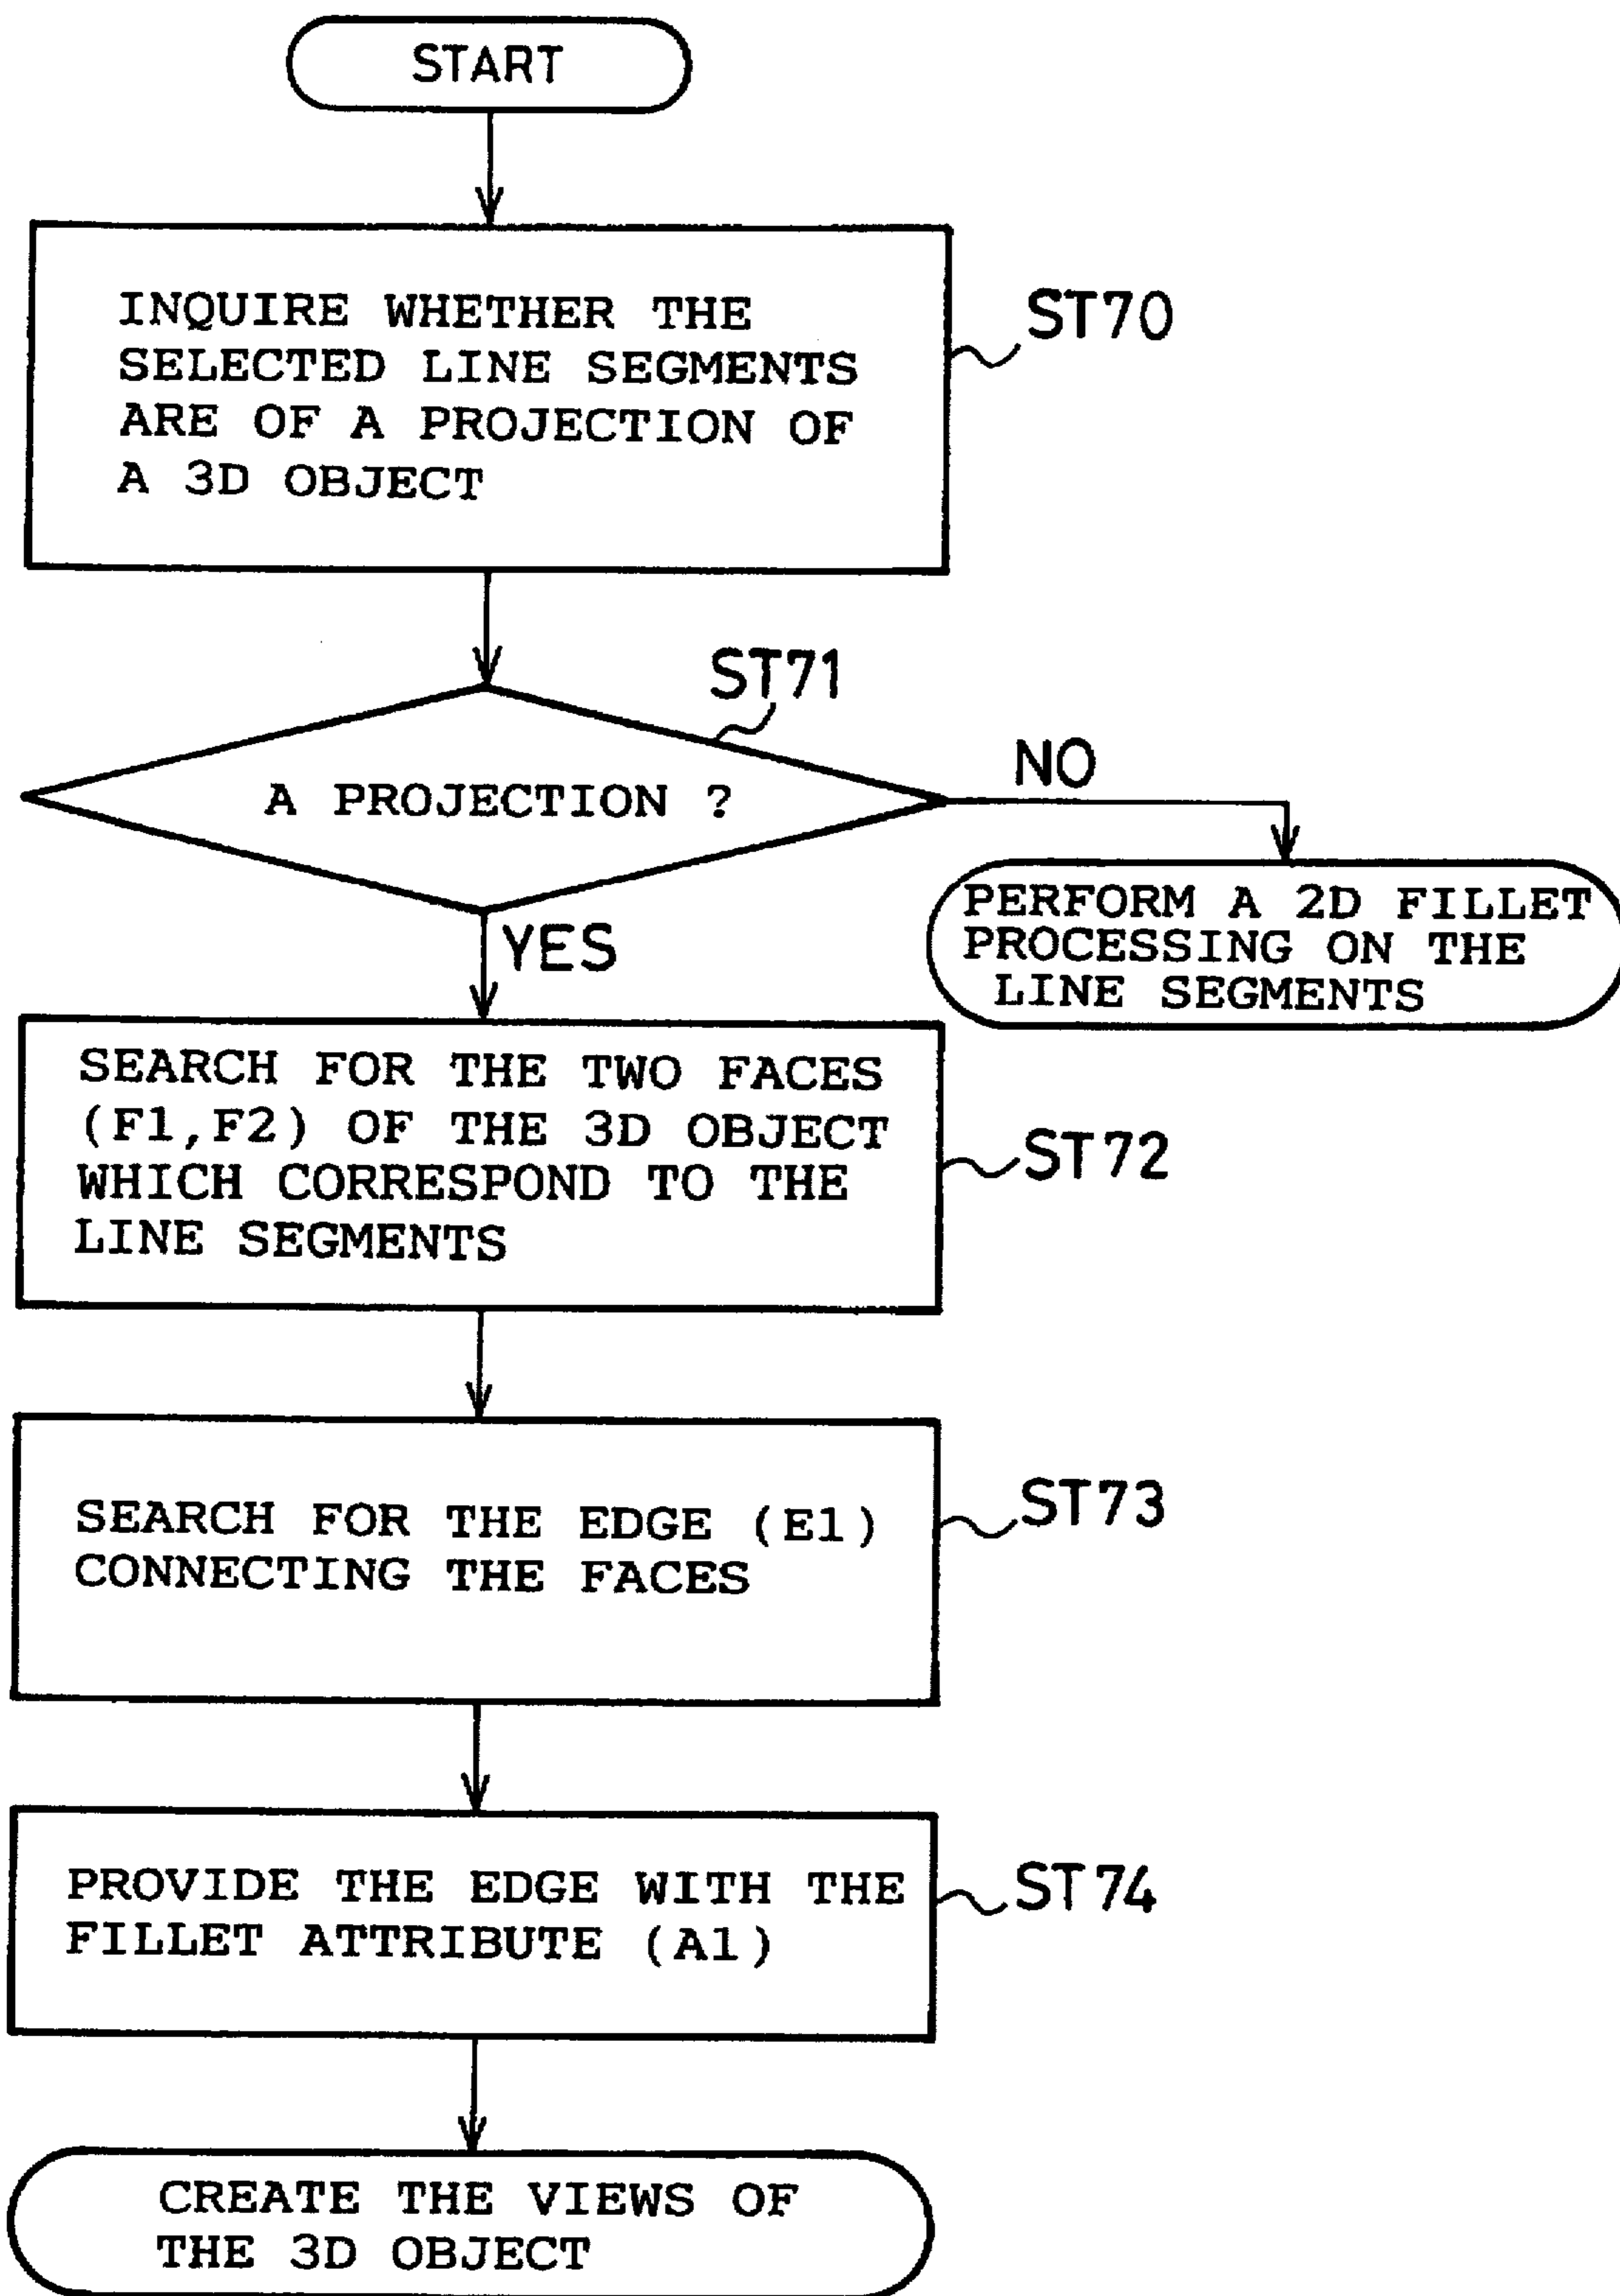 START
INQUIRE WHETHER THE
SELECTED LINE SEGMENTS
ARE OF A PROJECTION OF
A 3D OBJECT
ST70
ST71
A PROJECTION ?
NO
PERFORM A 2D FILLET
PROCESSING ON THE
LINE SEGMENTS
YES
SEARCH FOR THE TWO FACES
(F1,F2) OF THE 3D OBJECT
WHICH CORRESPOND TO THE
LINE SEGMENTS
ST72
SEARCH FOR THE EDGE (E1)
CONNECTING THE FACES
ST73
PROVIDE THE EDGE WITH THE
FILLET ATTRIBUTE (A1)
ST74
CREATE THE VIEWS OF
THE 3D OBJECT